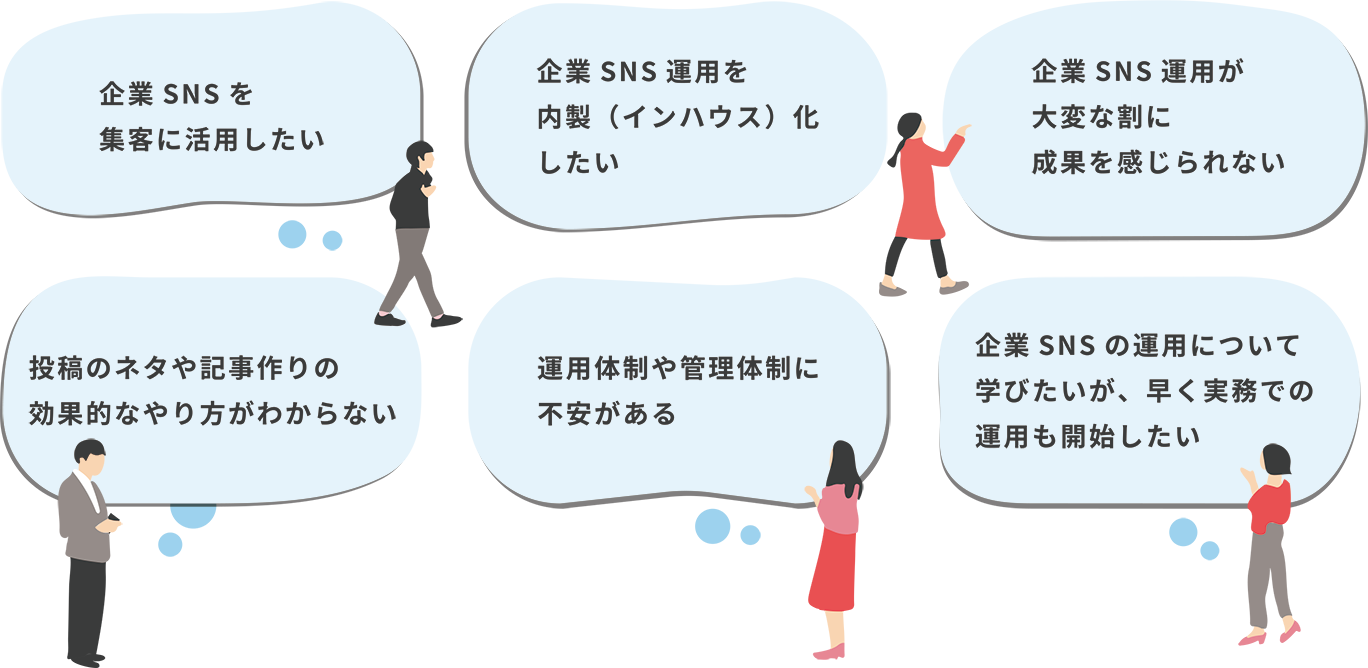 企業 SNS を
集客に活用したい
企業 SNS 運用を
内製（インハウス）化
したい
企業 SNS 運用が
大変な割に
成果を感じられない
投稿のネタや記事作りの
効果的なやり方がわからない
運用体制や管理体制に
不安がある
企業 SNS の運用について
学びたいが、早く実務での
運用も開始したい